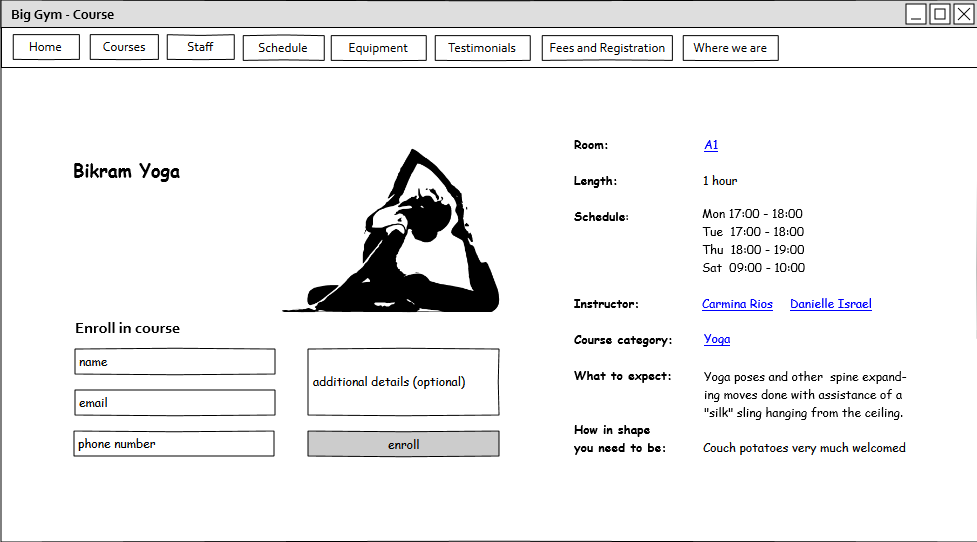 Big Gym - Course
Home Courses Staff Schedule Equipment Testimonials Fees and Registration Where we are
Bikram Yoga
Enroll in course
name
email
phone number
additional details (optional)
enroll
Room: A1
Length: 1 hour
Schedule: Mon 17:00 - 18:00
Tue 17:00 - 18:00
Thu 18:00 - 19:00
Sat 09:00 - 10:00
Instructor: Carmina Rios Danielle Israel
Course category: Yoga
What to expect: Yoga poses and other spine expand-
ing moves done with assistance of a
"silk" sling hanging from the ceiling.
How in shape
you need to be: Couch potatoes very much welcomed